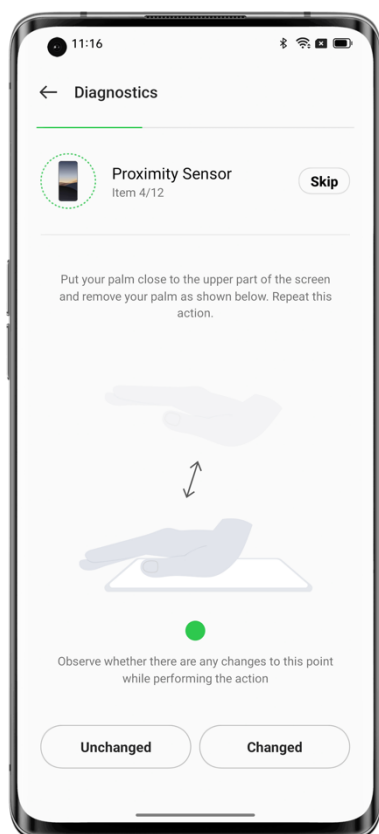 11:16
Diagnostics
Proximity Sensor
Skip
Item 4/12
Put your palm close to the upper part of the screen
and remove your palm as shown below. Repeat this
action.
Observe whether there are any changes to this point
while performing the action
Unchanged
Changed